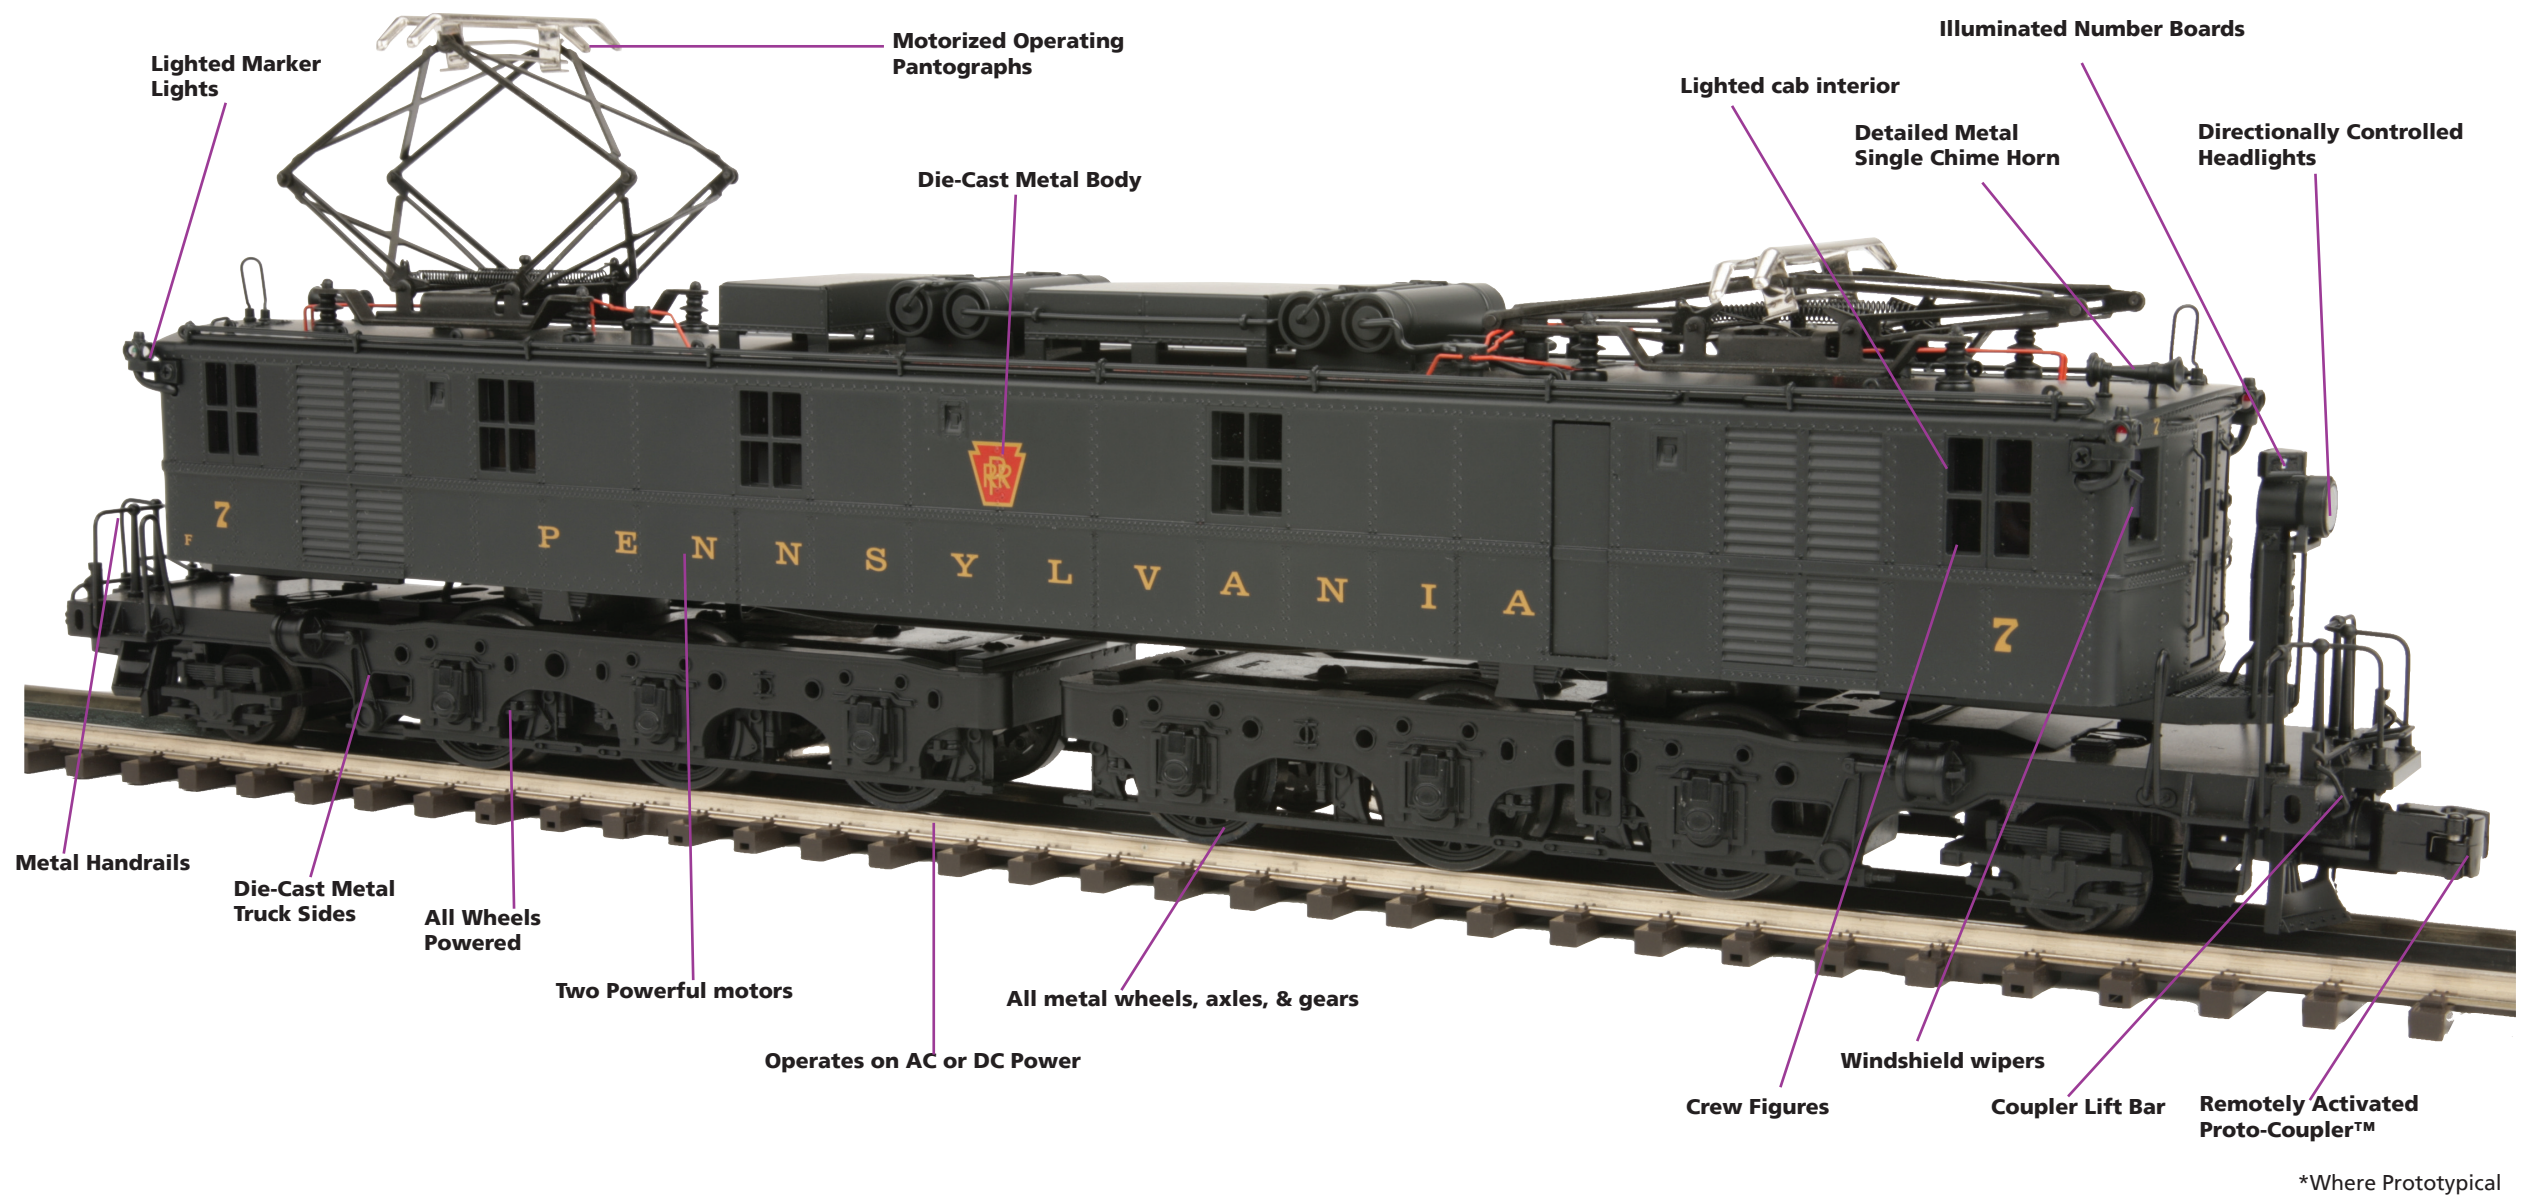 Illuminated Number Boards
Motorized Operating
Pantographs
Lighted Marker
Lights
Lighted cab interior
Detailed Metal
Single Chime Horn
Directionally Controlled
Headlights
Die-Cast Metal Body
7
PRR
7
F
PENNSYLVANIA
7
Metal Handrails
Die-Cast Metal
Truck Sides
All Wheels
Powered
Two Powerful motors
All metal wheels, axles, & gears
Operates on AC or DC Power
Windshield wipers
Crew Figures
Coupler Lift Bar
Remotely Activated
Proto-Coupler™
*Where Prototypical